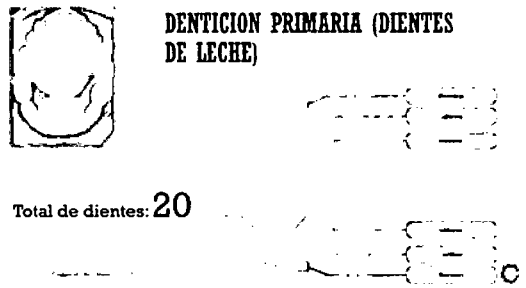 DENTICION PRIMARIA (DIENTES
DE LECHE)
Total de dientes: 20